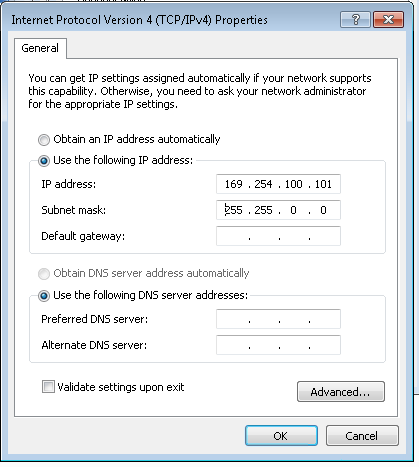 Internet Protocol Version 4 (TCP/IPv4) Properties
General
You can get IP settings assigned automatically if your network supports
this capability. Otherwise, you need to ask your network administrator
for the appropriate IP settings.
Obtain an IP address automatically
Use the following IP address:
IP address: 169 . 254 . 100 . 101
Subnet mask: 255 . 255 . 0 . 0
Default gateway: . . .
Obtain DNS server address automatically
Use the following DNS server addresses:
Preferred DNS server: . . .
Alternate DNS server: . . .
Validate settings upon exit
Advanced...
OK Cancel